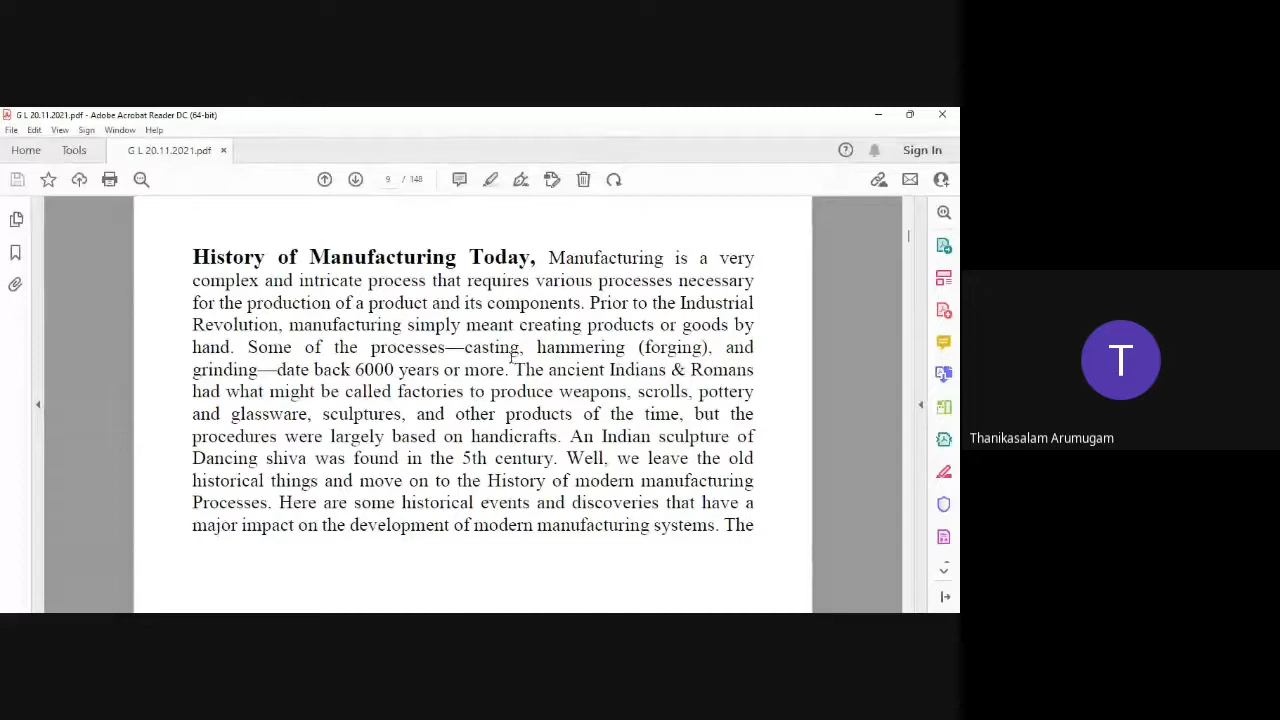 G L 20.11.2021.pdf - Adobe Acrobat Reader DC (64-bit)
File Edit View Sign Window Help
Home Tools G L 20.11.2021.pdf × Sign In
9 / 148
History of Manufacturing Today, Manufacturing is a very
complex and intricate process that requires various processes necessary
for the production of a product and its components. Prior to the Industrial
Revolution, manufacturing simply meant creating products or goods by
hand. Some of the processes—casting, hammering (forging), and
grinding—date back 6000 years or more. The ancient Indians & Romans
had what might be called factories to produce weapons, scrolls, pottery
and glassware, sculptures, and other products of the time, but the
procedures were largely based on handicrafts. An Indian sculpture of
Dancing shiva was found in the 5th century. Well, we leave the old
historical things and move on to the History of modern manufacturing
Processes. Here are some historical events and discoveries that have a
major impact on the development of modern manufacturing systems. The
T
Thanikasalam Arumugam